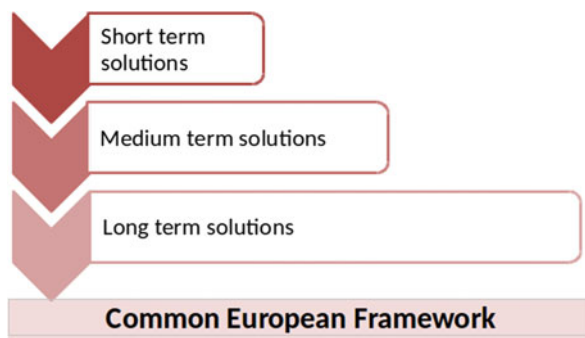 Short term
solutions
Medium term solutions
Long term solutions
Common European Framework